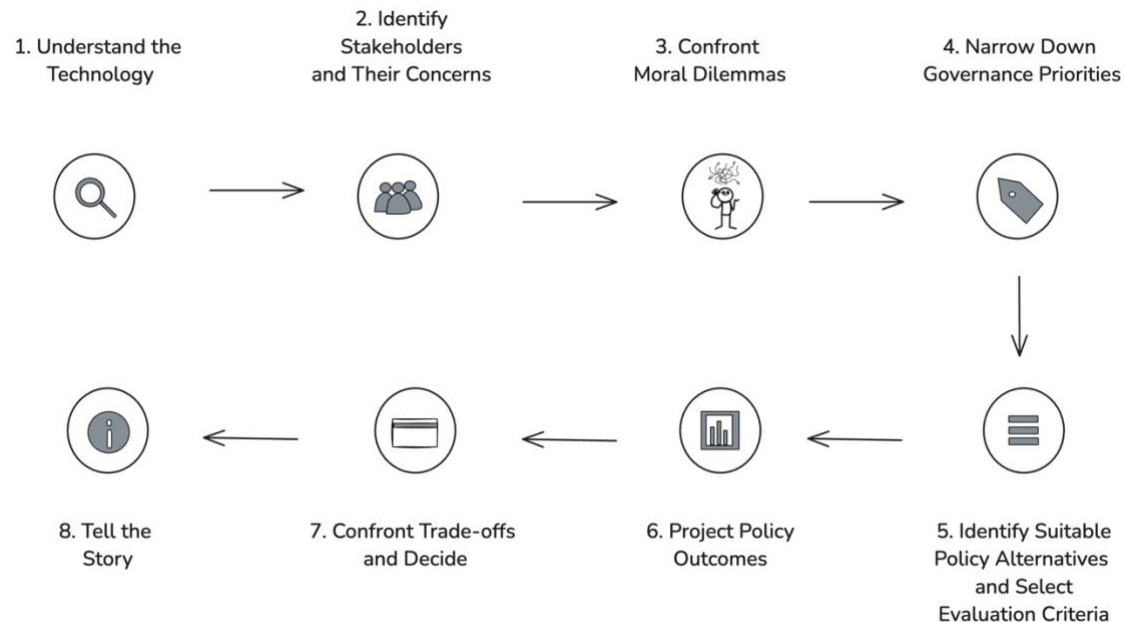 1. Understand the
Technology
2. Identify
Stakeholders
and Their Concerns
3. Confront
Moral Dilemmas
4. Narrow Down
Governance Priorities
5. Identify Suitable
Policy Alternatives
and Select
Evaluation Criteria
6. Project Policy
Outcomes
7. Confront Trade-offs
and Decide
8. Tell the
Story